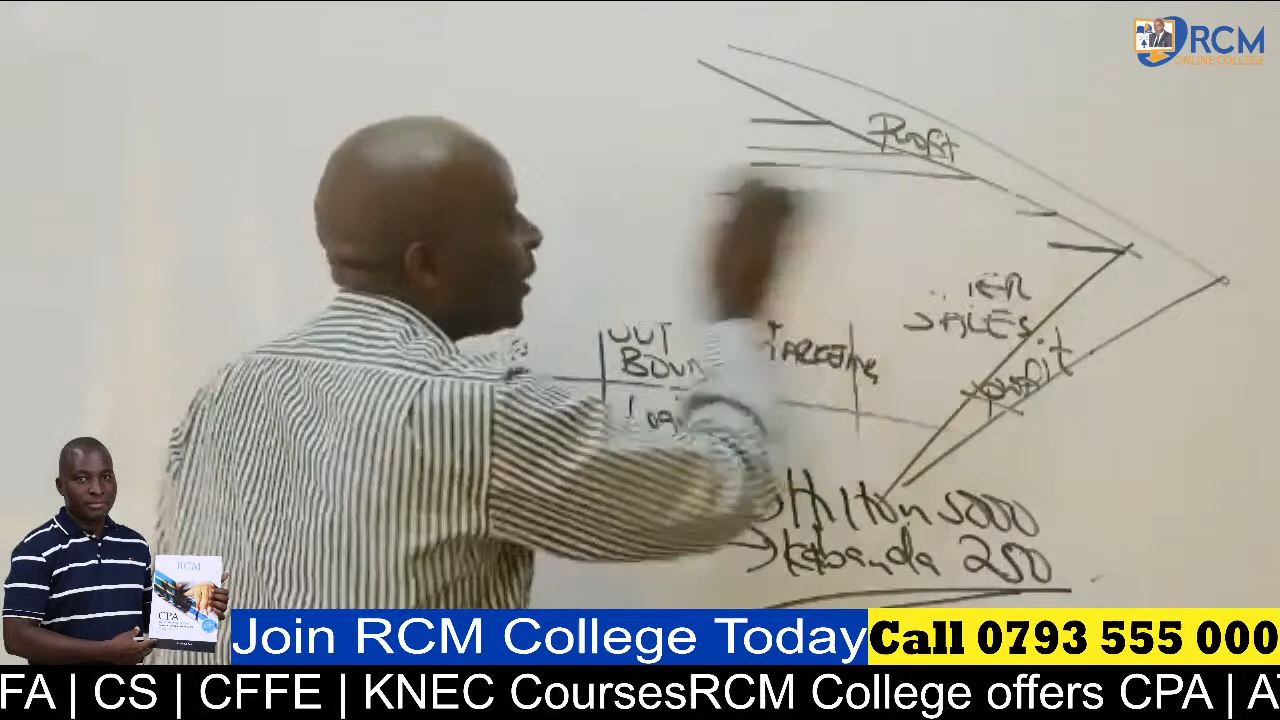 RCM
ONLINE COLLEGE
Profit
SALES
Profit
OUT
BOUN
Hilton 5000
→ Kabanda 250
RCM
CPA
Join RCM College Today
Call 0793 555 000
FA | CS | CFFE | KNEC CoursesRCM College offers CPA | A